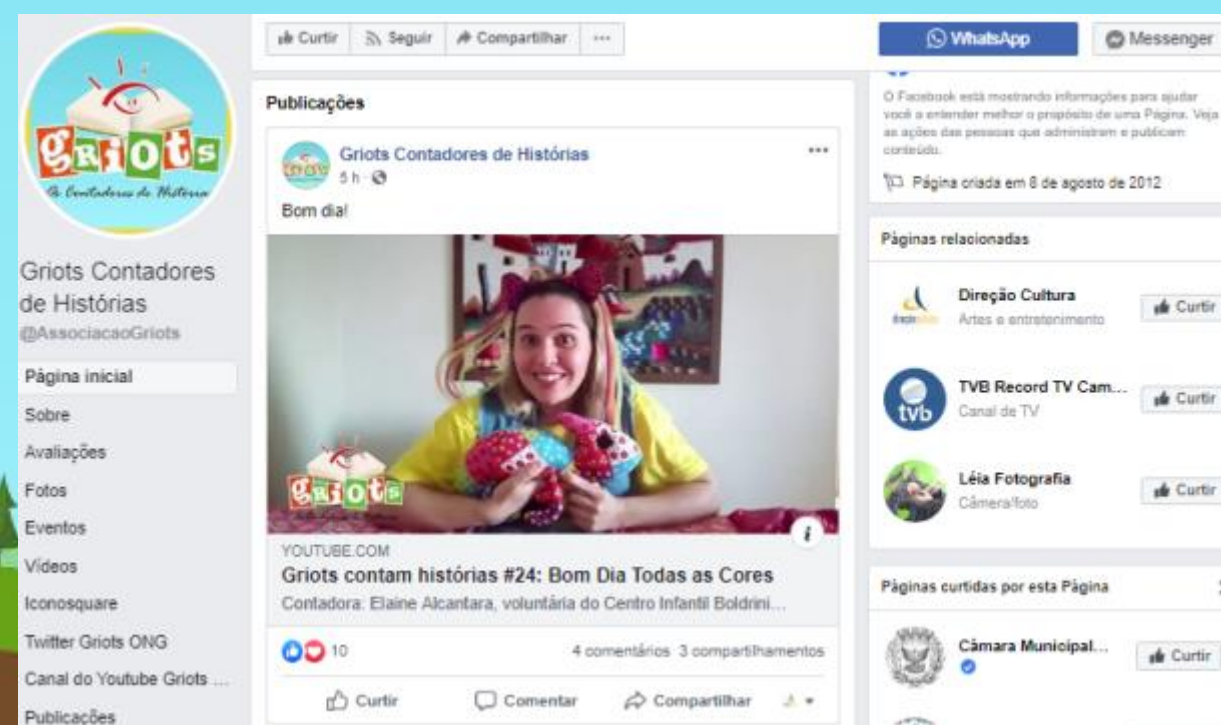 GRIOTS
Os Contadores de História
Griots Contadores
de Histórias
@AssociacaoGriots
Página inicial
Sobre
Avaliações
Fotos
Eventos
Vídeos
Iconosquare
Twitter Griots ONG
Canal do Youtube Griots ...
Publicações
Curtir Seguir Compartilhar ...
Publicações
Griots Contadores de Histórias
5 h
Bom dia!
GRIOTS
YOUTUBE.COM
Griots contam histórias #24: Bom Dia Todas as Cores
Contadora: Elaine Alcantara, voluntária do Centro Infantil Boldrini...
10 4 comentários 3 compartilhamentos
Curtir Comentar Compartilhar
WhatsApp Messenger
O Facebook está mostrando informações para ajudar
você a entender melhor o propósito de uma Página. Veja
as ações das pessoas que administram e publicam
conteúdo.
Página criada em 8 de agosto de 2012
Páginas relacionadas
Direção Cultura
Artes e entretenimento
Curtir
tvb
TVB Record TV Cam...
Canal de TV
Curtir
Léia Fotografia
Câmera/foto
Curtir
Páginas curtidas por esta Página
Câmara Municipal...
Curtir